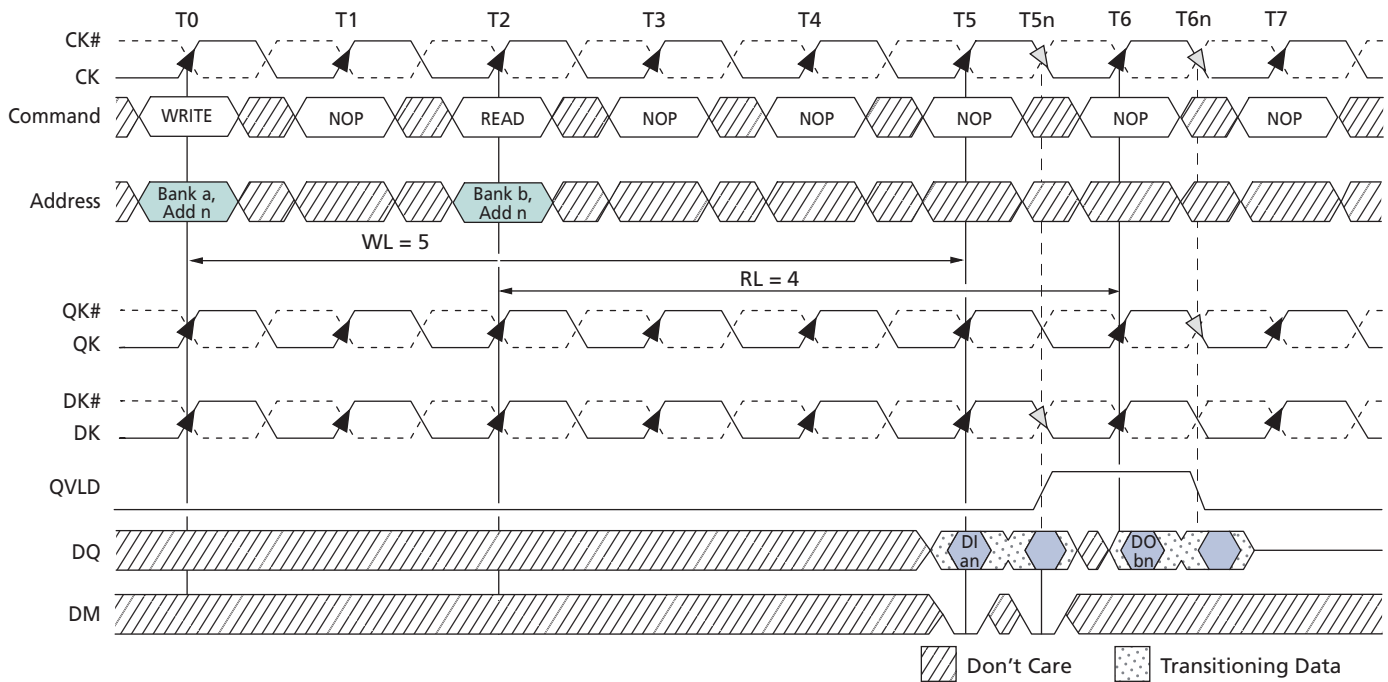 T0 T1 T2 T3 T4 T5 T5n T6 T6n T7
CK#
CK
Command WRITE NOP READ NOP NOP NOP NOP NOP
Address Bank a, Add n Bank b, Add n
WL = 5
RL = 4
QK#
QK
DK#
DK
QVLD
DQ DI an DO bn
DM
Don't Care Transitioning Data